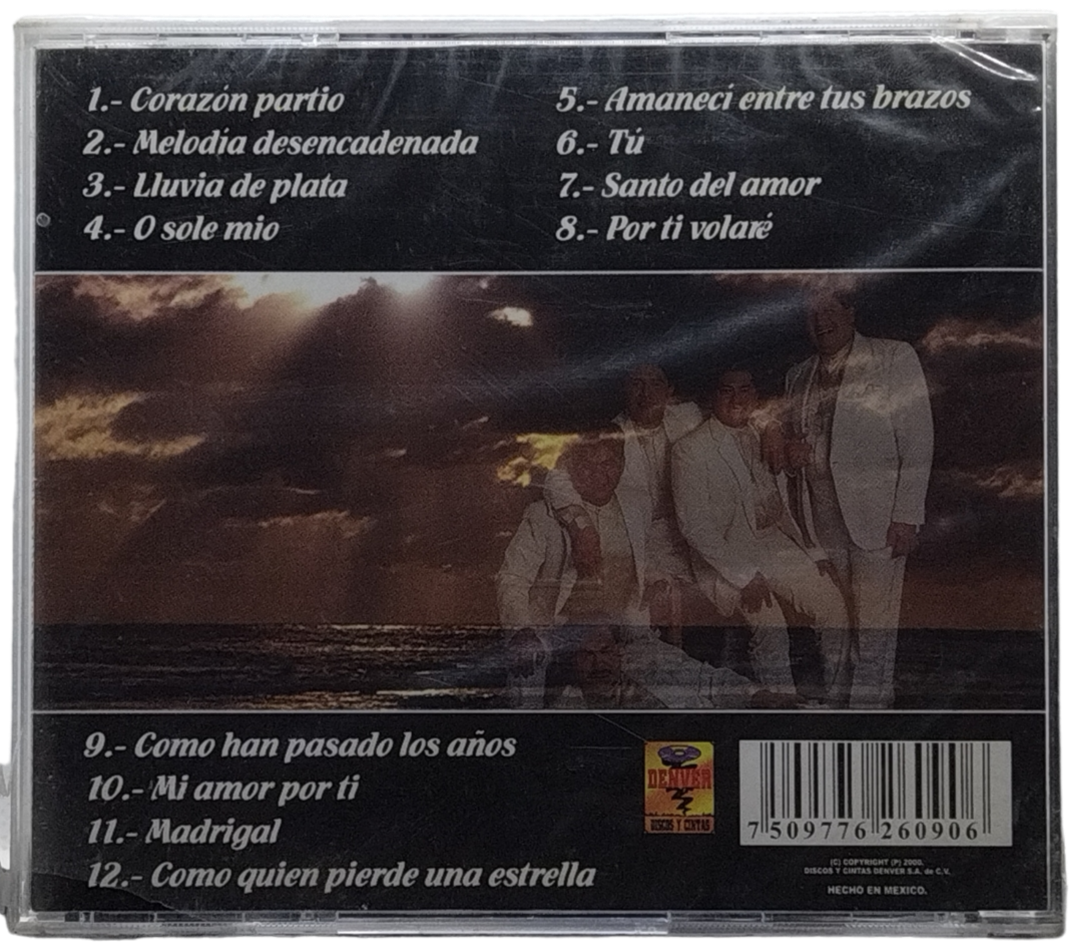 1.- Corazón partio
2.- Melodía desencadenada
3.- Lluvia de plata
4.- O sole mio
5.- Amanecí entre tus brazos
6.- Tú
7.- Santo del amor
8.- Por ti volaré
9.- Como han pasado los años
10.- Mi amor por ti
11.- Madrigal
12.- Como quien pierde una estrella
DENVER
DISCOS Y CINTAS
7 509776 260906
(C) COPYRIGHT (P) 2000.
DISCOS Y CINTAS DENVER S.A. de C.V.
HECHO EN MEXICO.